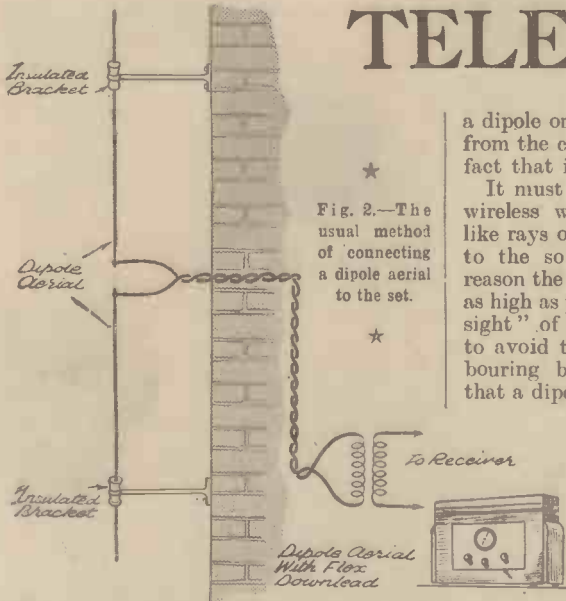 TELE
Insulated
Bracket
a dipole or
from the c
fact that i
It must
wireless w
like rays o
to the so
reason the
as high as
sight" of
to avoid t
bouring b
that a dip
Fig. 2.—The
usual method
of connecting
a dipole aerial
to the set.
Dipole
Aerial
To Receiver
Insulated
Bracket
Dipole Aerial
With Flex
Downlead